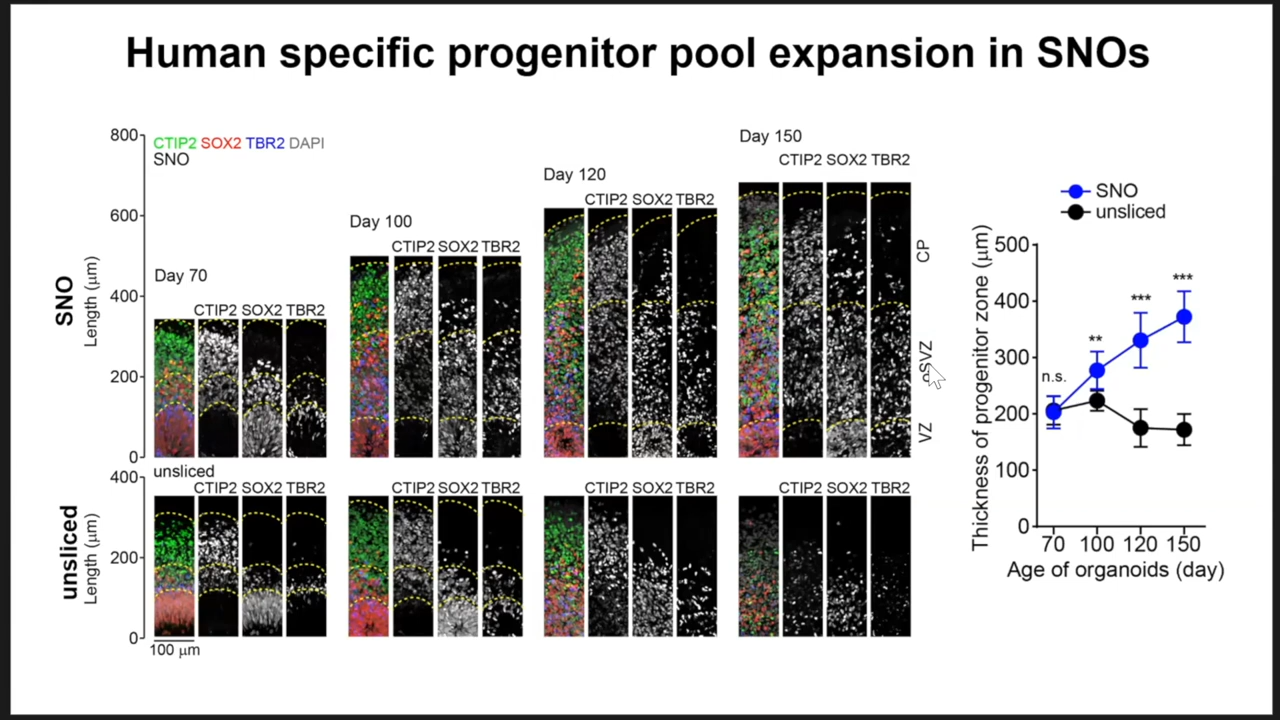 Human specific progenitor pool expansion in SNOs
CTIP2 SOX2 TBR2 DAPI
SNO
Day 70
CTIP2 SOX2 TBR2
Day 100
CTIP2 SOX2 TBR2
Day 120
CTIP2 SOX2 TBR2
Day 150
CTIP2 SOX2 TBR2
SNO
Length (μm)
800
600
400
200
0
CP
oSVZ
VZ
unsliced
CTIP2 SOX2 TBR2
CTIP2 SOX2 TBR2
CTIP2 SOX2 TBR2
CTIP2 SOX2 TBR2
unsliced
Length (μm)
400
200
0
100 μm
SNO
unsliced
Thickness of progenitor zone (μm)
500
400
300
200
100
0
n.s.
**
***
***
70 100 120 150
Age of organoids (day)